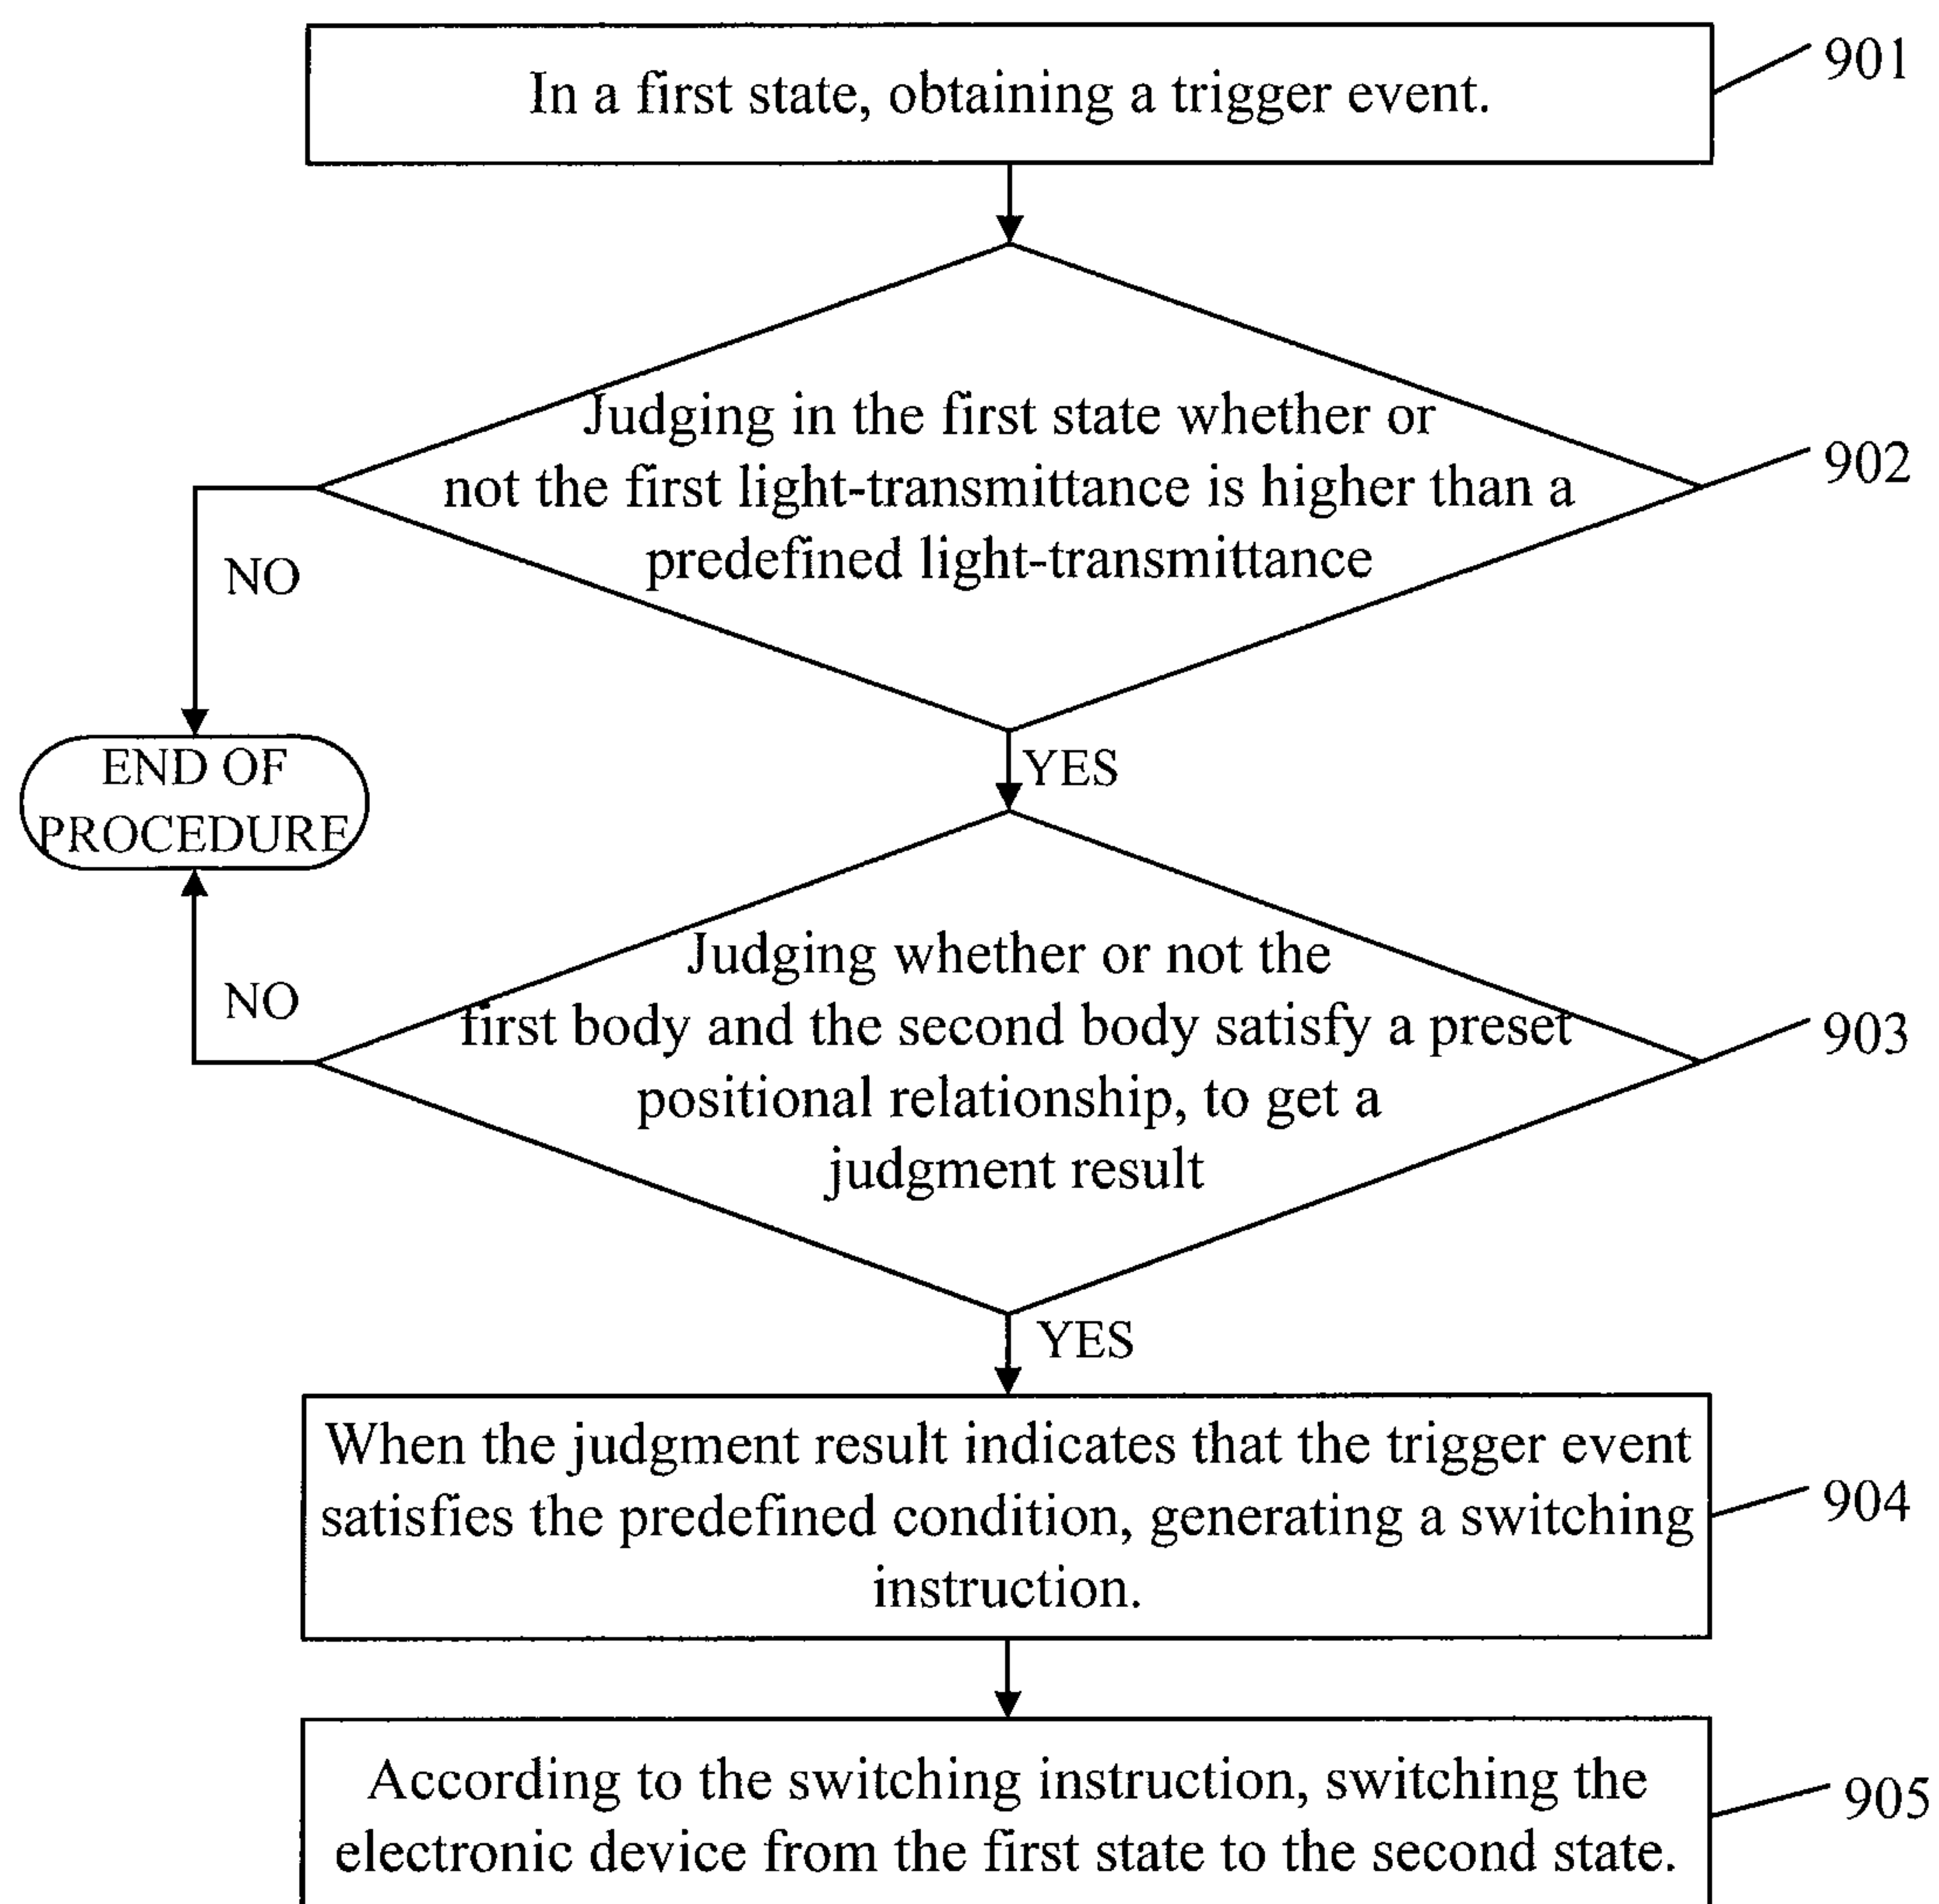 In a first state, obtaining a trigger event.
901
Judging in the first state whether or
not the first light-transmittance is higher than a
predefined light-transmittance
902
NO
END OF
PROCEDURE
YES
Judging whether or not the
first body and the second body satisfy a preset
positional relationship, to get a
judgment result
903
NO
YES
When the judgment result indicates that the trigger event
satisfies the predefined condition, generating a switching
instruction.
904
According to the switching instruction, switching the
electronic device from the first state to the second state.
905